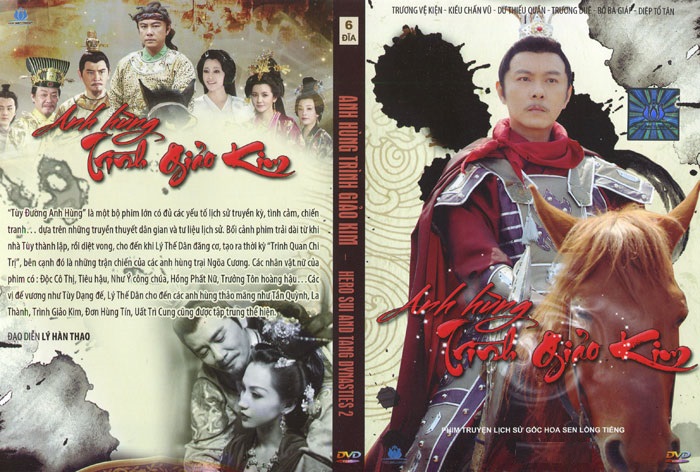 Anh hùng
Trình Giảo Kim
"Tùy Đường Anh Hùng" là một bộ phim lớn có đủ các yếu tố lịch sử truyền kỳ, tình cảm, chiến
tranh... dựa trên những truyền thuyết dân gian và tư liệu lịch sử. Bối cảnh phim trải dài từ khi
nhà Tùy thành lập, rồi diệt vong, cho đến khi Lý Thế Dân đăng cơ, tạo ra thời kỳ "Trinh Quan Chi
Trị", bên cạnh đó là những trận chiến của các anh hùng trại Ngõa Cương. Các nhân vật nữ của
phim có : Độc Cô Thị, Tiêu hậu, Như Ý công chúa, Hồng Phất Nữ, Trưởng Tôn hoàng hậu... Các
vị đế vương như Tùy Dạng đế, Lý Thế Dân cho đến các anh hùng thảo mãng như Tần Quỳnh, La
Thành, Trình Giảo Kim, Đơn Hùng Tín, Uất Trì Cung cũng được tập trung thể hiện.
ĐẠO DIỄN LÝ HÀN THAO
DVD
6
ĐĨA
ANH HÙNG TRÌNH GIẢO KIM - HERO SUI AND TANG DYNASTIES 2
DVD
TRƯƠNG VỆ KIỆN - KIỀU CHẤN VŨ - DƯ THIẾU QUẦN - TRƯƠNG DUỆ - BỒ BA GIÁP - DIỆP TỔ TÂN
Anh hùng
Trình Giảo Kim
PHIM TRUYỆN LỊCH SỬ GỐC HOA SEN LỒNG TIẾNG
DVD